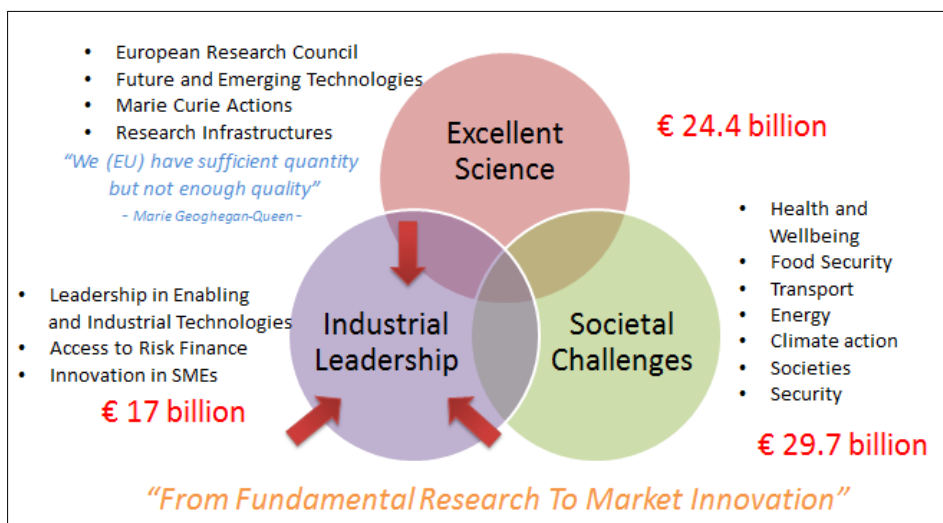 • European Research Council
• Future and Emerging Technologies
• Marie Curie Actions
• Research Infrastructures
“We (EU) have sufficient quantity
but not enough quality”
- Marie Geoghegan-Queen -
Excellent
Science
€ 24.4 billion
• Leadership in Enabling
and Industrial Technologies
• Access to Risk Finance
• Innovation in SMEs
€ 17 billion
Industrial
Leadership
Societal
Challenges
• Health and
Wellbeing
• Food Security
• Transport
• Energy
• Climate action
• Societies
• Security
€ 29.7 billion
“From Fundamental Research To Market Innovation”